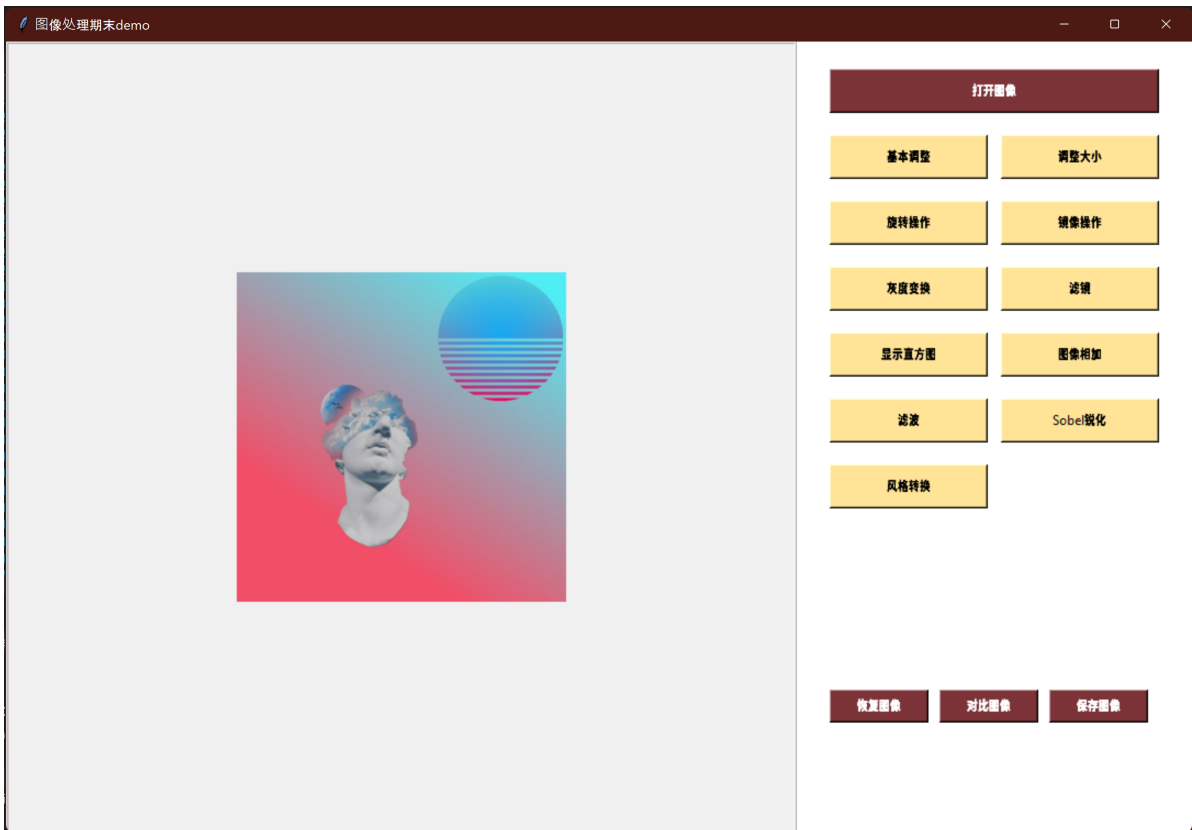 图像处理期末demo
打开图像
基本调整 调整大小
旋转操作 镜像操作
灰度变换 滤镜
显示直方图 图像相加
滤波 Sobel锐化
风格转换
恢复图像 对比图像 保存图像